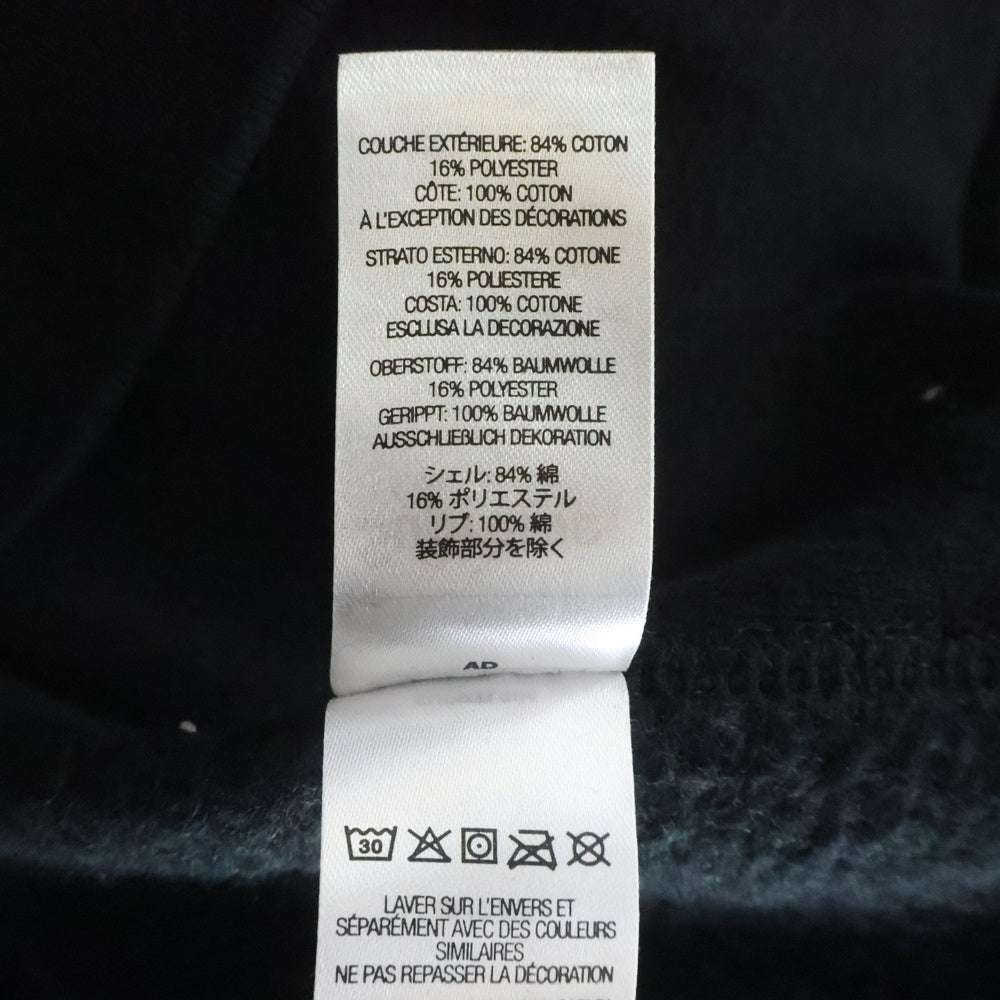 COUCHE EXTÉRIEURE: 84% COTON
16% POLYESTER
CÔTE: 100% COTON
À L'EXCEPTION DES DÉCORATIONS
STRATO ESTERNO: 84% COTONE
16% POLIESTERE
COSTA: 100% COTONE
ESCLUSA LA DECORAZIONE
OBERSTOFF: 84% BAUMWOLLE
16% POLYESTER
GERIPPT: 100% BAUMWOLLE
AUSSCHLIEßLICH DEKORATION
シェル: 84% 綿
16% ポリエステル
リブ: 100% 綿
装飾部分を除く
AD
30
LAVER SUR L'ENVERS ET
SÉPARÉMENT AVEC DES COULEURS
SIMILAIRES
NE PAS REPASSER LA DÉCORATION